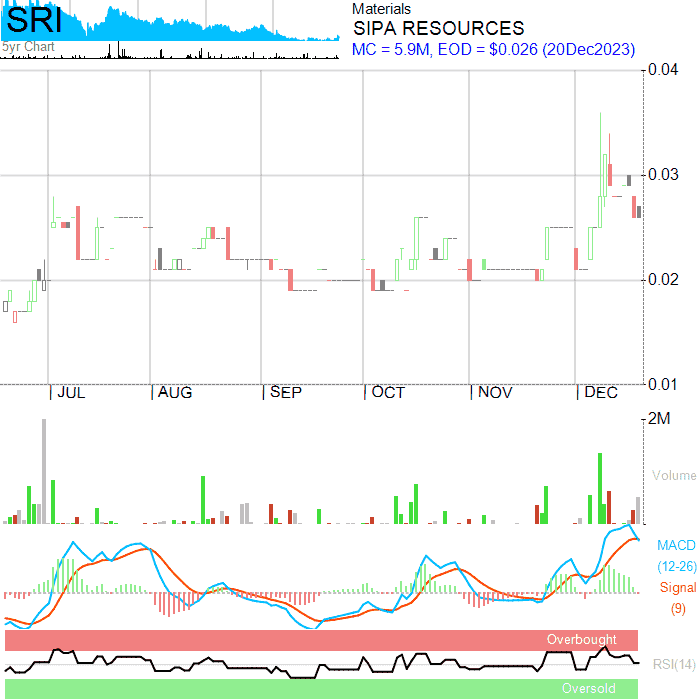 SRI
5yr Chart
Materials
SIPA RESOURCES
MC = 5.9M, EOD = $0.026 (20Dec2023)
0.04
0.03
0.02
0.01
JUL AUG SEP OCT NOV DEC
2M
Volume
MACD
(12-26)
Signal
(9)
Overbought
RSI(14)
Oversold